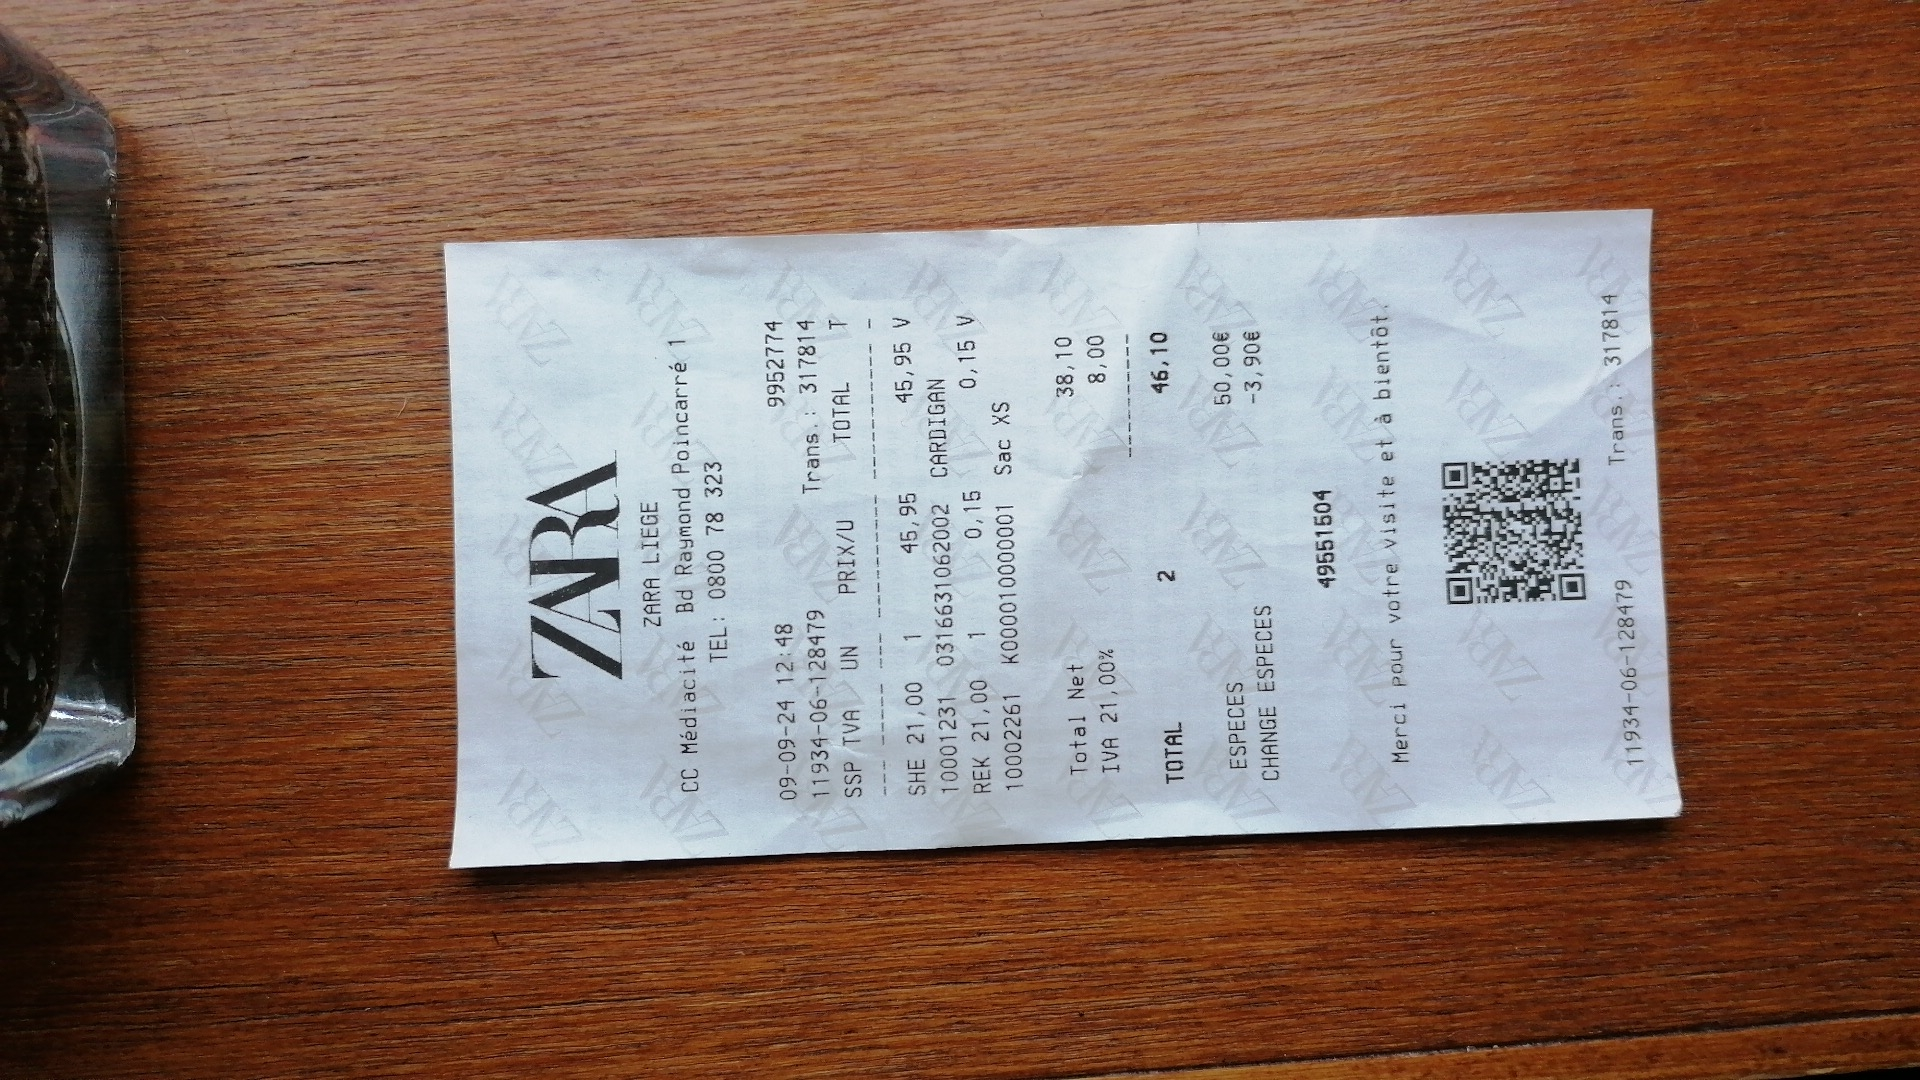 ZARA
ZARA LIEGE
CC Médiacité Bd Raymond Poincarré 1
TEL: 0800 78 323
09-09-24 12:48 9952774
11934-06-128479 Trans.: 317814
SSP TVA UN PRIX/U TOTAL T
SHE 21,00 1 45,95 45,95 V
10001231 03166310620​02 CARDIGAN
REK 21,00 1 0,15 0,15 V
10002261 K000010000001 Sac XS
Total Net 38,10
IVA 21,00% 8,00
TOTAL 2 46,10
ESPECES 50,00€
CHANGE ESPECES -3,90€
49551504
Merci pour votre visite et à bientôt.
11934-06-128479 Trans.: 317814